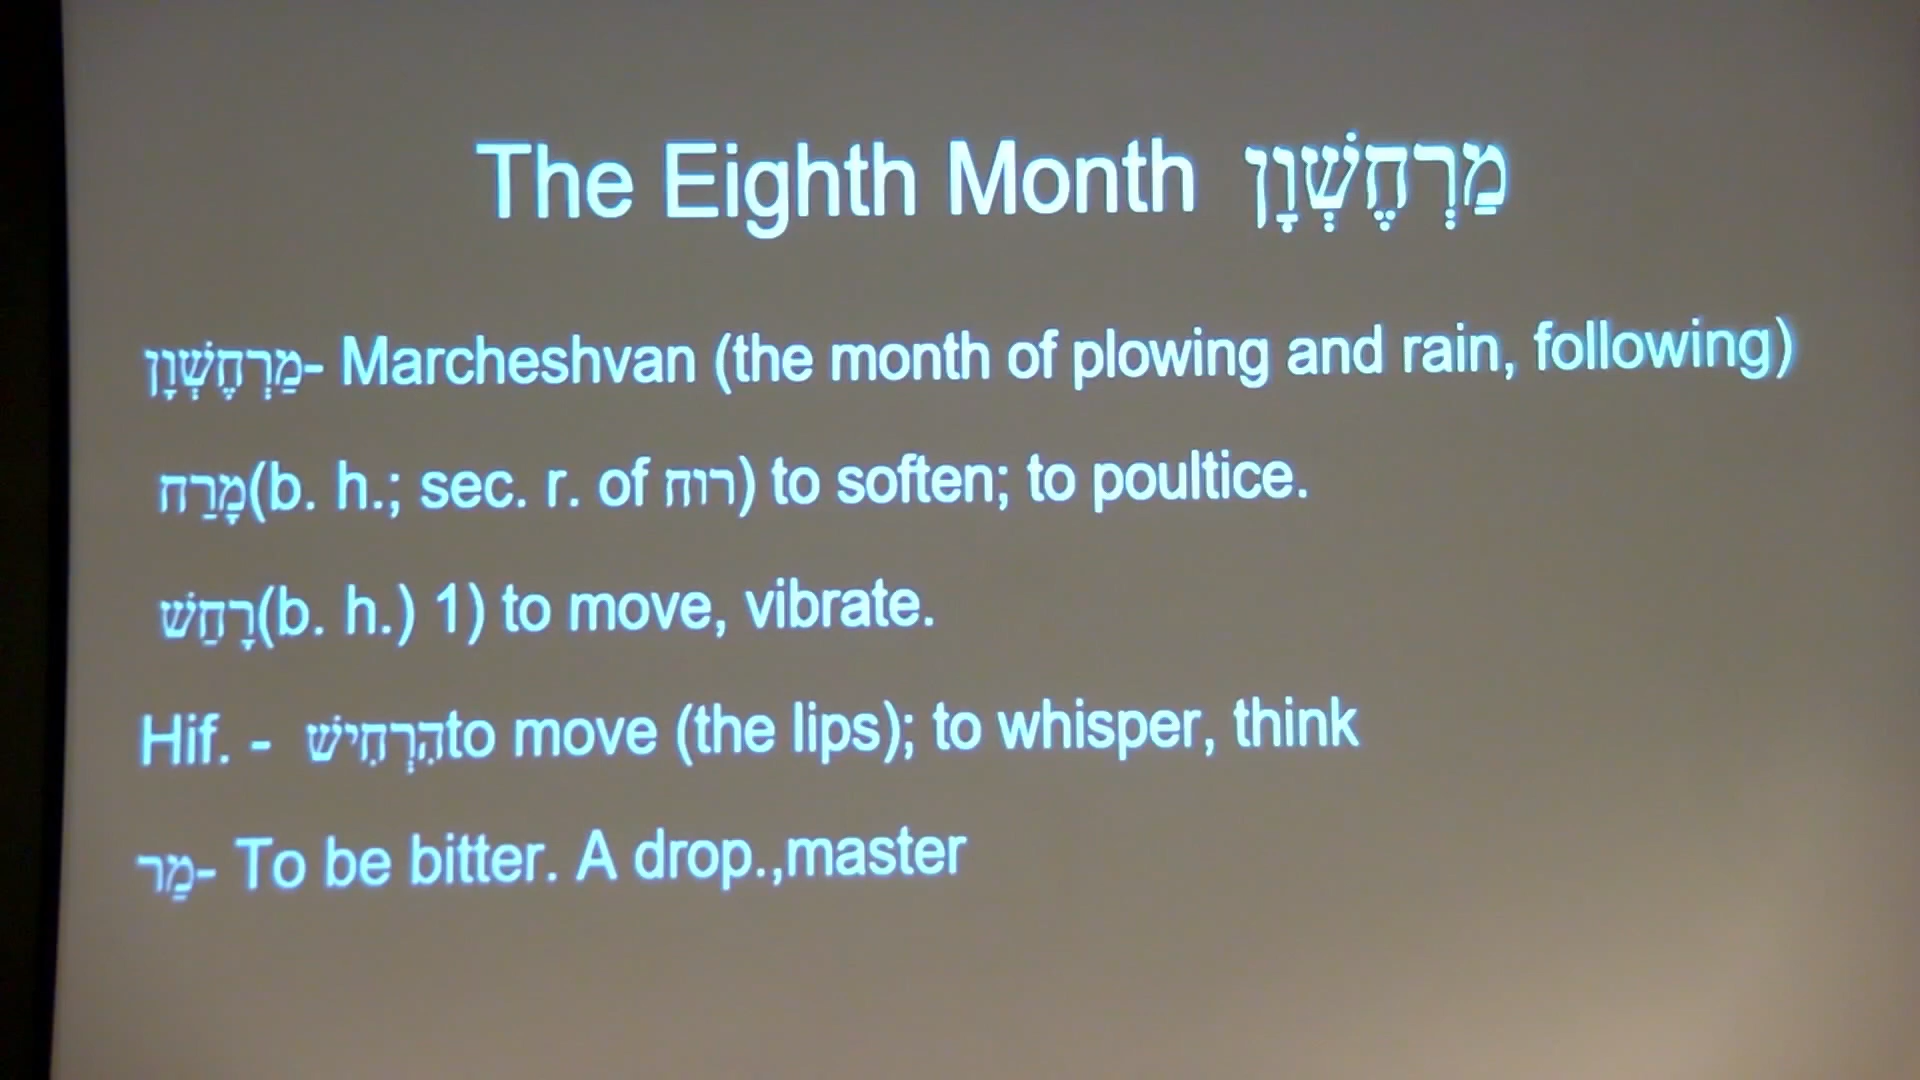 The Eighth Month מַרְחֶשְׁוָן
מַרְחֶשְׁוָן- Marcheshvan (the month of plowing and rain, following)
מָרַח(b. h.; sec. r. of רוח) to soften; to poultice.
רָחַשׁ(b. h.) 1) to move, vibrate.
Hif. - הִרְחִישׁto move (the lips); to whisper, think
מַר- To be bitter. A drop.,master